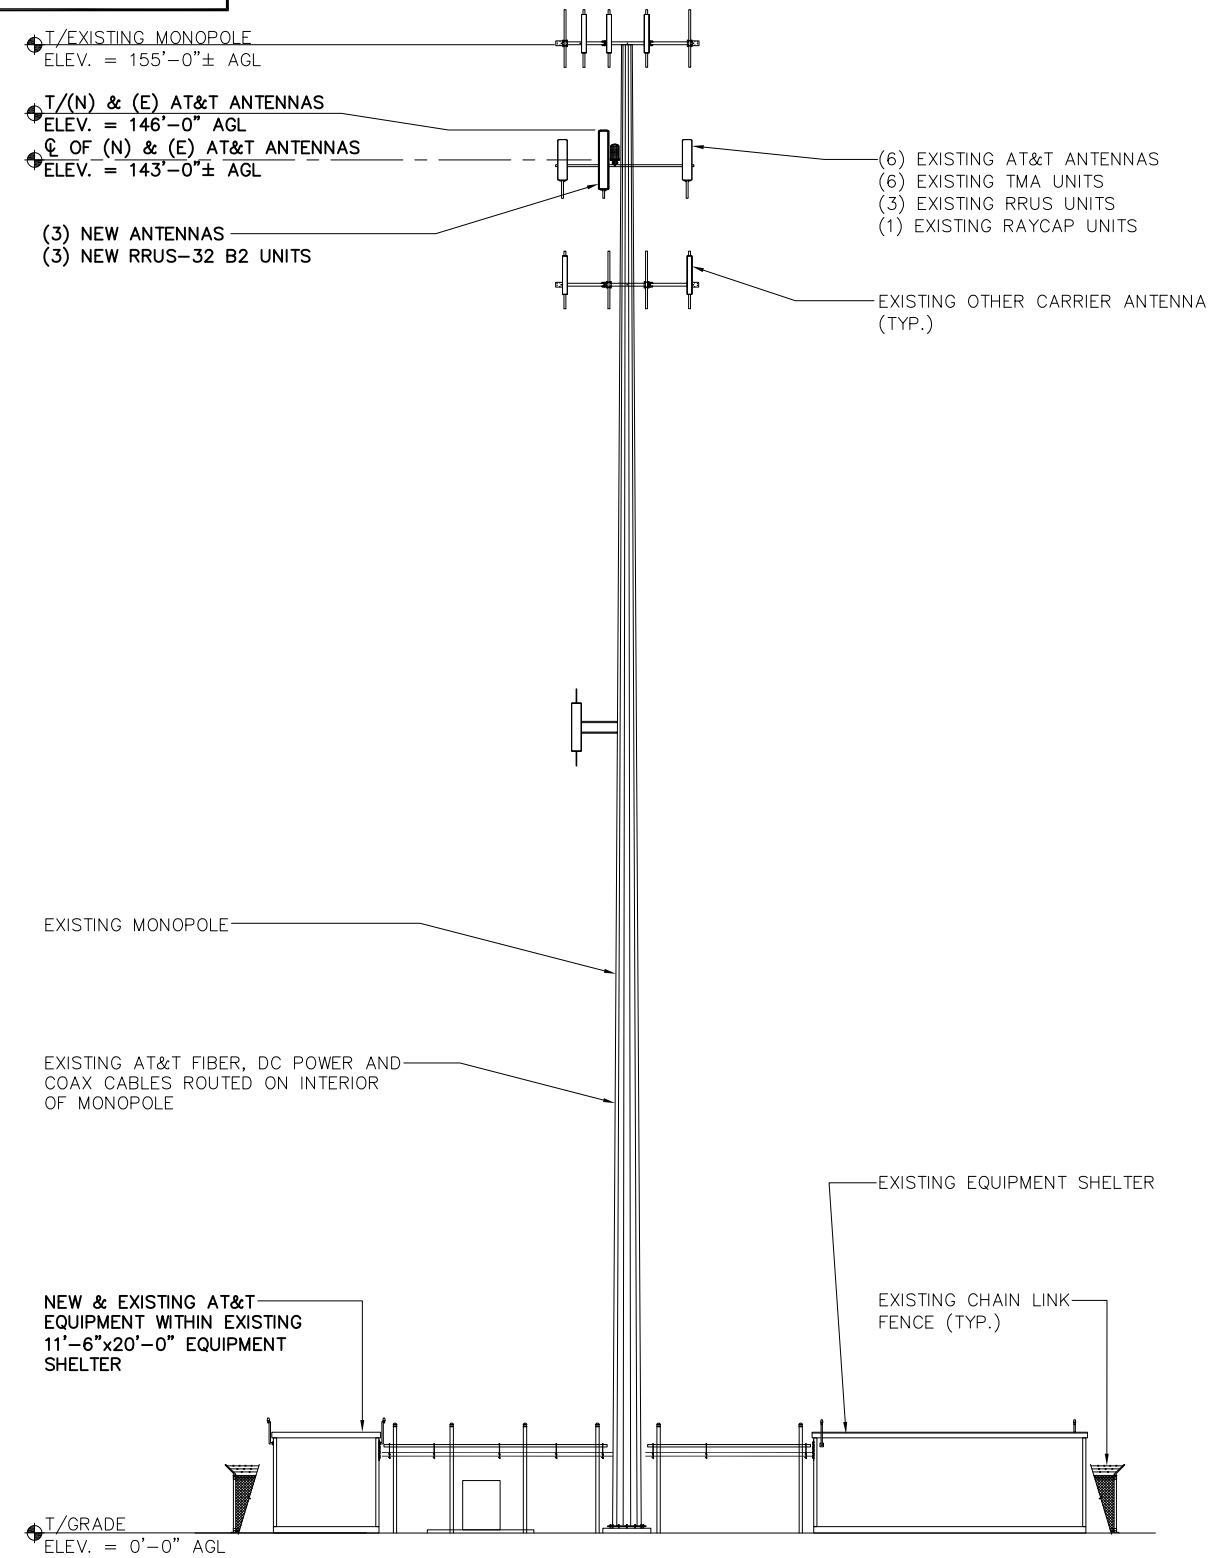 T/EXISTING MONOPOLE
ELEV. = 155'-0"± AGL
T/(N) & (E) AT&T ANTENNAS
ELEV. = 146'-0" AGL
℄ OF (N) & (E) AT&T ANTENNAS
ELEV. = 143'-0"± AGL
(3) NEW ANTENNAS
(3) NEW RRUS-32 B2 UNITS
(6) EXISTING AT&T ANTENNAS
(6) EXISTING TMA UNITS
(3) EXISTING RRUS UNITS
(1) EXISTING RAYCAP UNITS
EXISTING OTHER CARRIER ANTENNA
(TYP.)
EXISTING MONOPOLE
EXISTING AT&T FIBER, DC POWER AND
COAX CABLES ROUTED ON INTERIOR
OF MONOPOLE
EXISTING EQUIPMENT SHELTER
NEW & EXISTING AT&T
EQUIPMENT WITHIN EXISTING
11'-6"x20'-0" EQUIPMENT
SHELTER
EXISTING CHAIN LINK
FENCE (TYP.)
T/GRADE
ELEV. = 0'-0" AGL